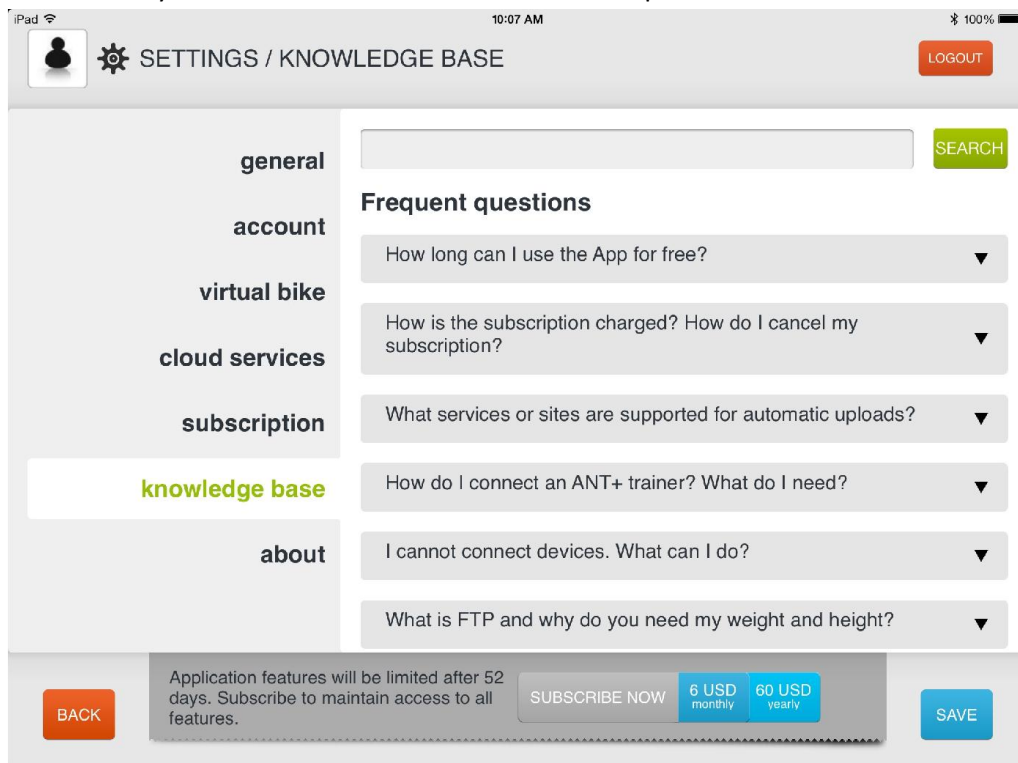 iPad
10:07 AM
100%
SETTINGS / KNOWLEDGE BASE
LOGOUT
general
account
virtual bike
cloud services
subscription
knowledge base
about
SEARCH
Frequent questions
How long can I use the App for free?
How is the subscription charged? How do I cancel my
subscription?
What services or sites are supported for automatic uploads?
How do I connect an ANT+ trainer? What do I need?
I cannot connect devices. What can I do?
What is FTP and why do you need my weight and height?
BACK
Application features will be limited after 52
days. Subscribe to maintain access to all
features.
SUBSCRIBE NOW
6 USD
monthly
60 USD
yearly
SAVE